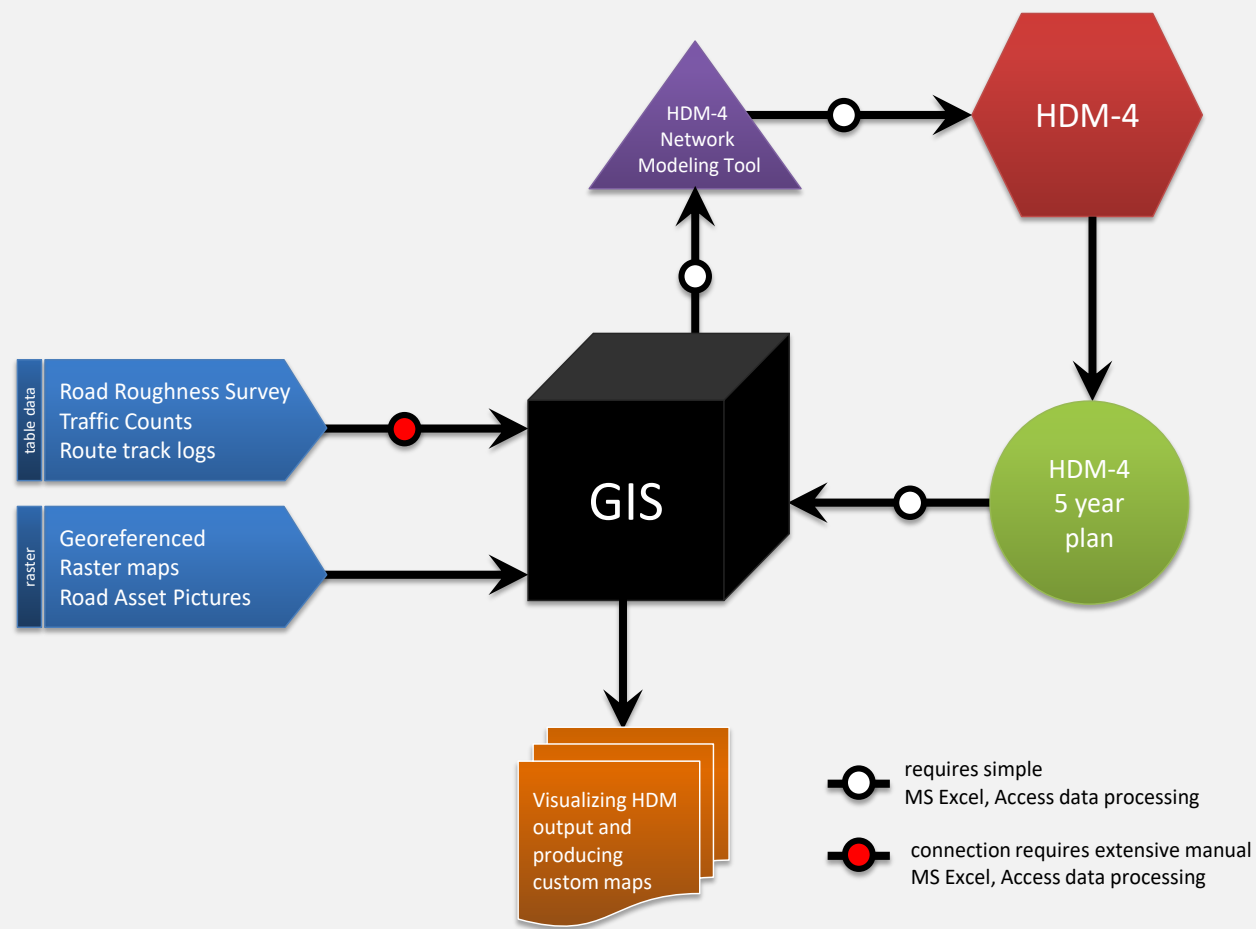 HDM-4
Network
Modeling Tool
HDM-4
table data
Road Roughness Survey
Traffic Counts
Route track logs
raster
Georeferenced
Raster maps
Road Asset Pictures
GIS
HDM-4
5 year
plan
Visualizing HDM
output and
producing
custom maps
requires simple
MS Excel, Access data processing
connection requires extensive manual
MS Excel, Access data processing